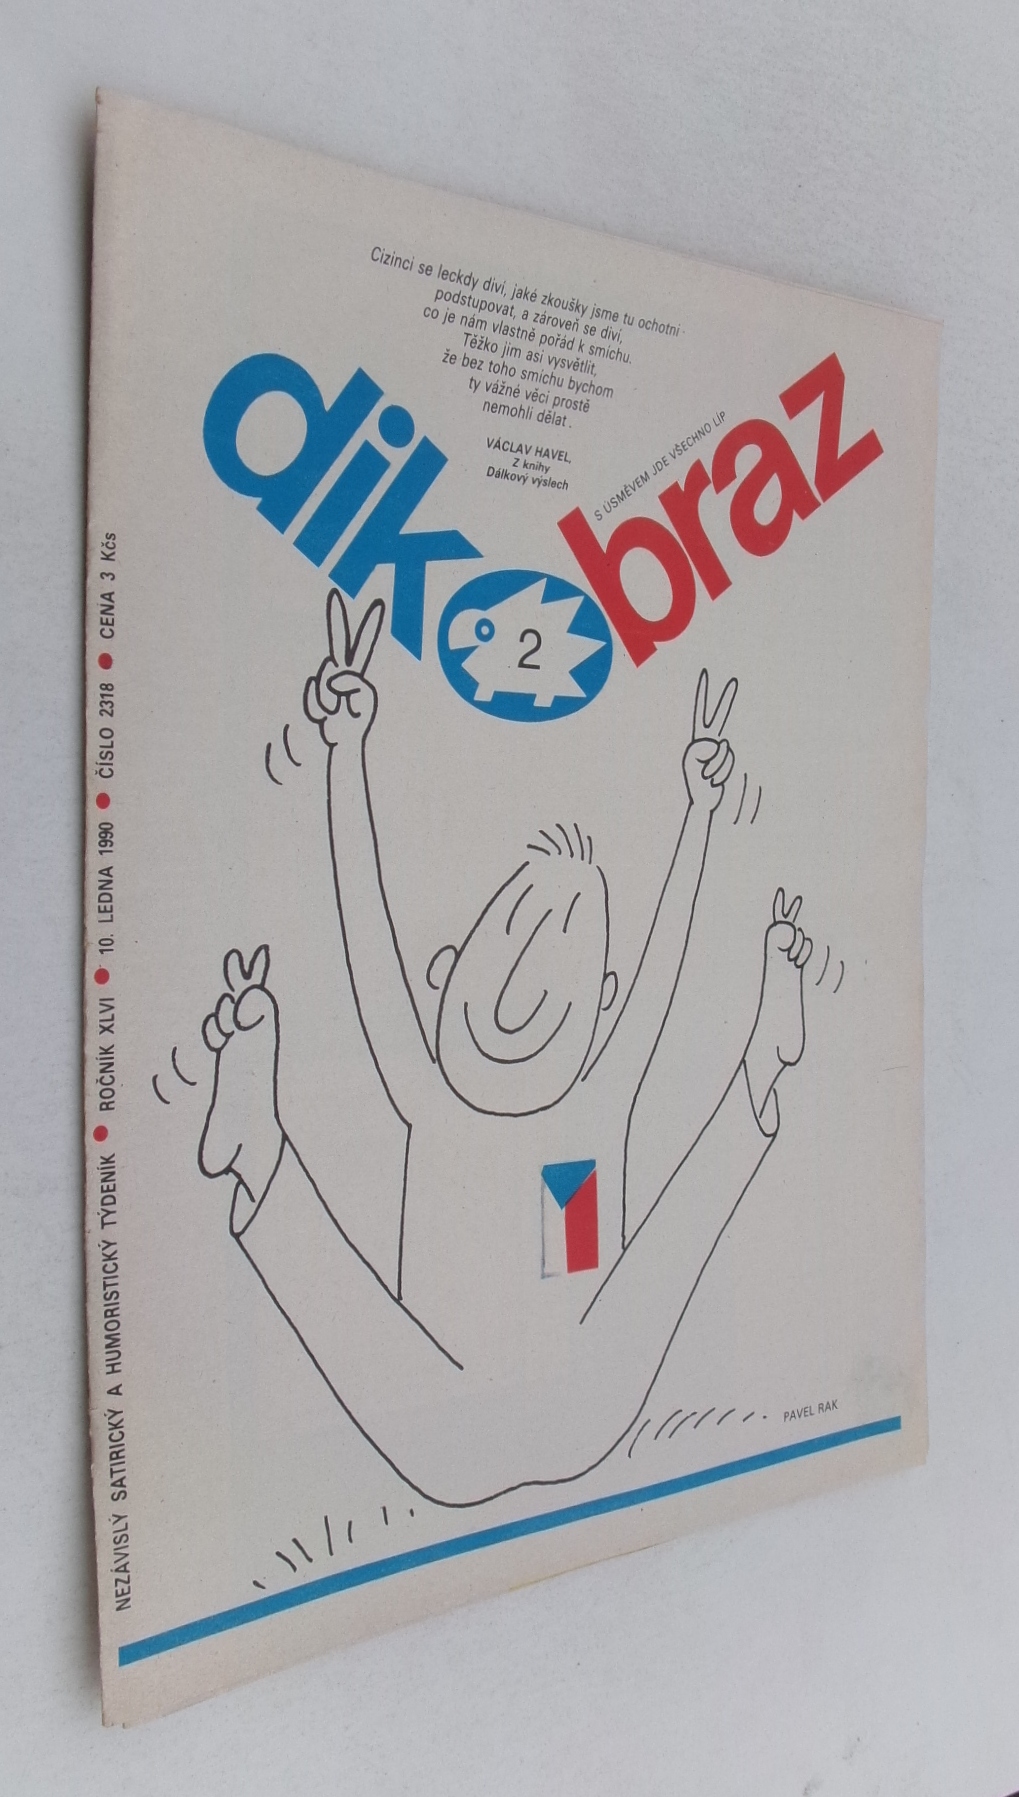 Cizinci se leckdy diví, jaké zkoušky jsme tu ochotni
podstupovat, a zároveň se diví,
co je nám vlastně pořád k smíchu.
Těžko jim asi vysvětlit,
že bez toho smíchu bychom
ty vážné věci prostě
nemohli dělat.
VÁCLAV HAVEL,
Z knihy
Dálkový výslech
dikobraz
2
S ÚSMĚVEM JDE VŠECHNO LÍP
NEZÁVISLÝ SATIRICKÝ A HUMORISTICKÝ TÝDENÍK ● ROČNÍK XLVI ● 10. LEDNA 1990 ● ČÍSLO 2318 ● CENA 3 Kčs
PAVEL RAK